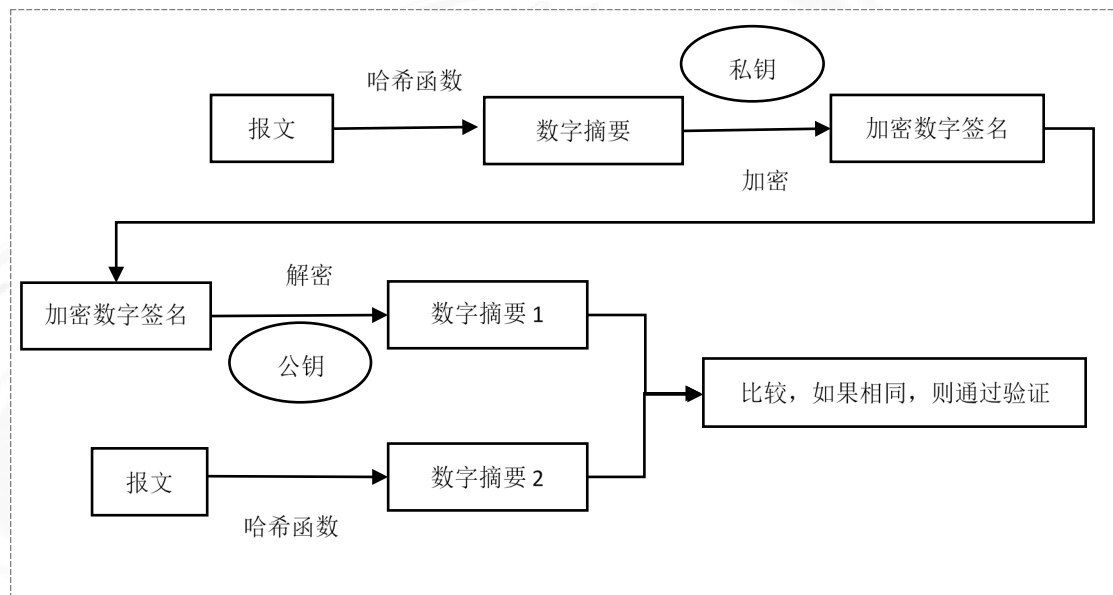 哈希函数
私钥
报文
数字摘要
加密数字签名
加密
解密
加密数字签名
数字摘要 1
公钥
比较，如果相同，则通过验证
报文
数字摘要 2
哈希函数